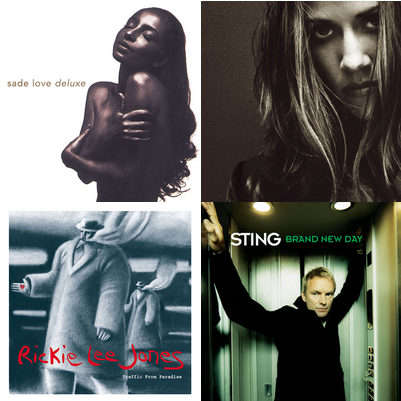 sade love deluxe
STING BRAND NEW DAY
Rickie Lee Jones
Traffic From Paradise